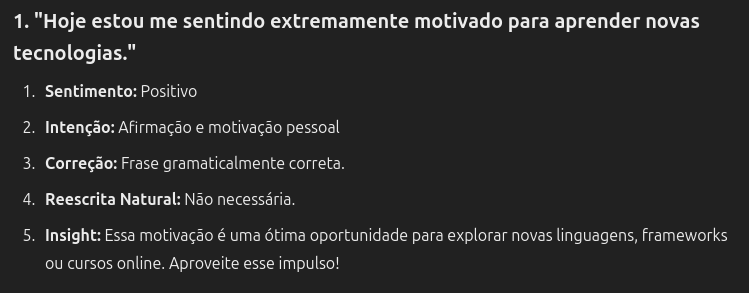 1. "Hoje estou me sentindo extremamente motivado para aprender novas
tecnologias."
1. Sentimento: Positivo
2. Intenção: Afirmação e motivação pessoal
3. Correção: Frase gramaticalmente correta.
4. Reescrita Natural: Não necessária.
5. Insight: Essa motivação é uma ótima oportunidade para explorar novas linguagens, frameworks
ou cursos online. Aproveite esse impulso!